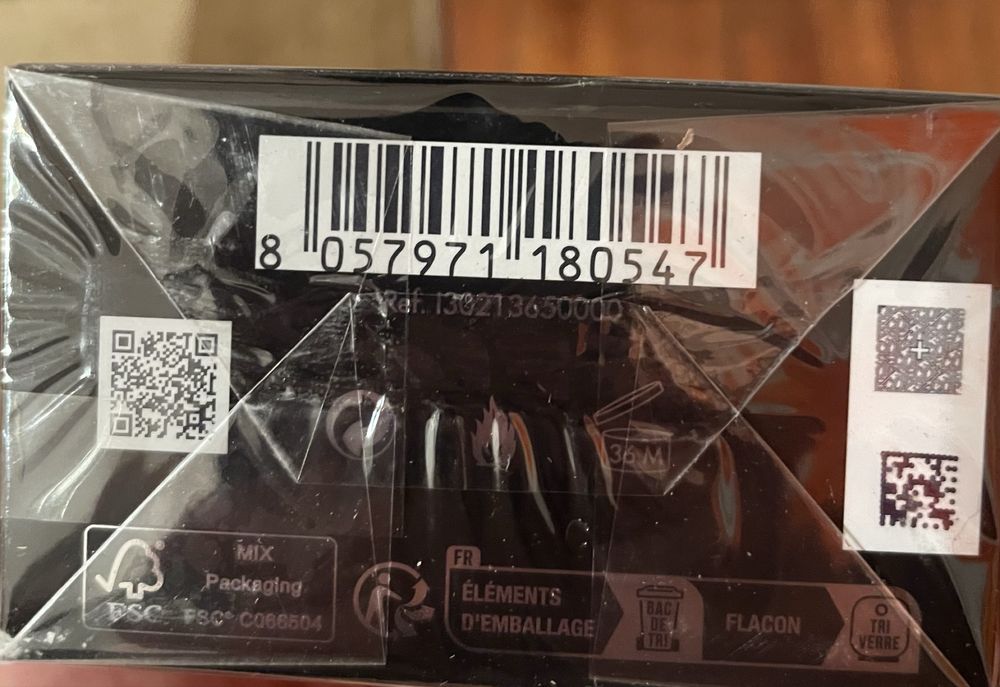 8 057971 180547
Ref. I30213650000
36 M
MIX
Packaging
FSC FSC® C066504
FR
ÉLÉMENTS
D'EMBALLAGE
BAC
DE
TRI
FLACON
TRI
VERRE